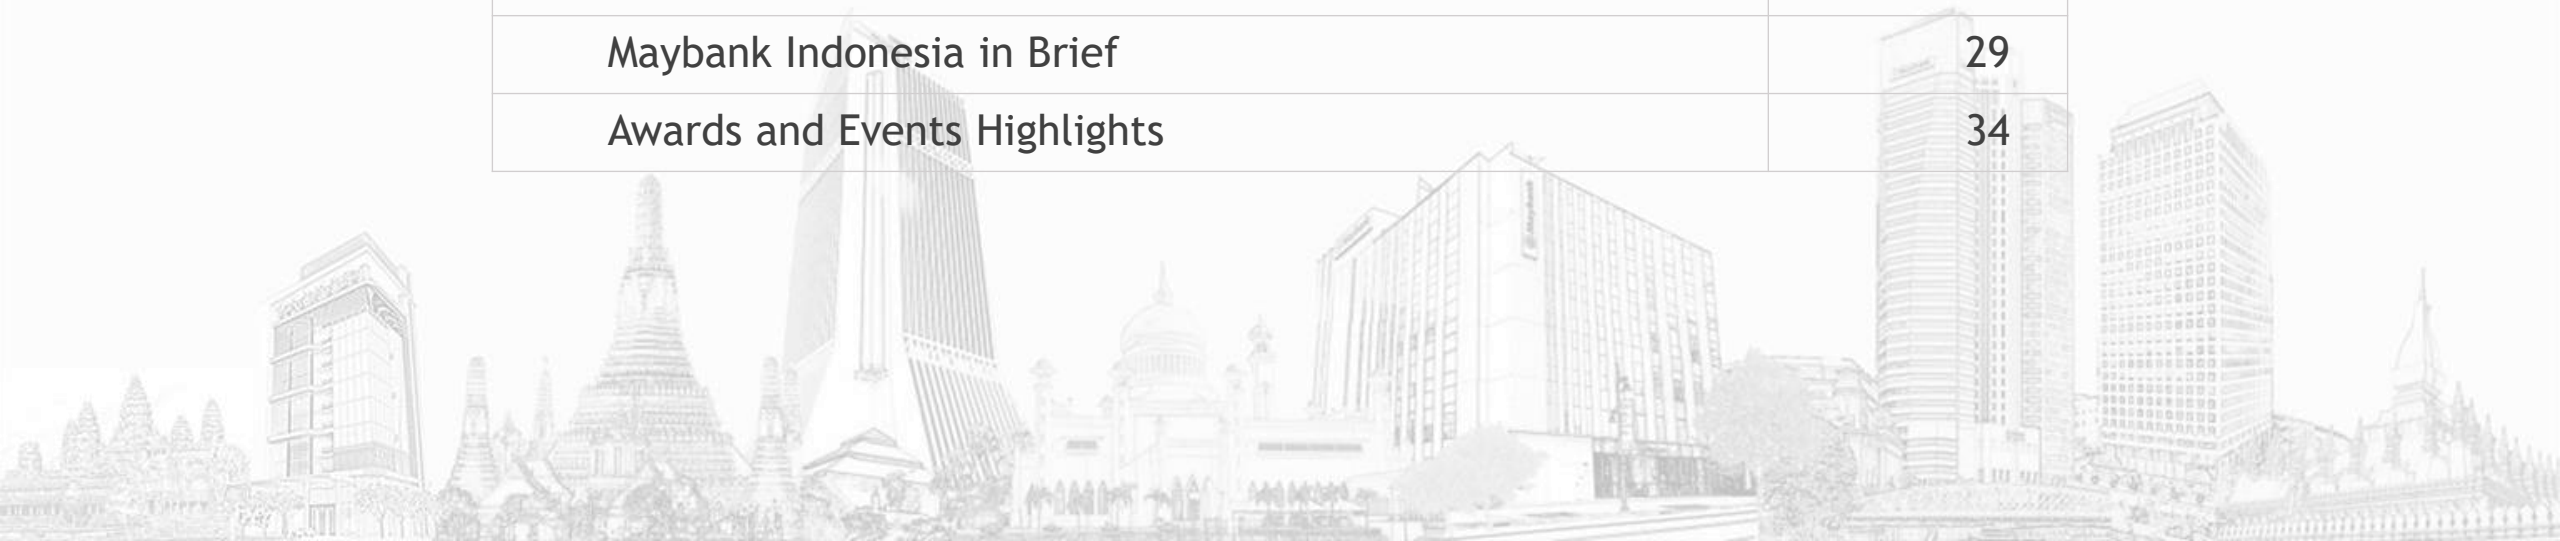 Maybank Indonesia in Brief 29
Awards and Events Highlights 34